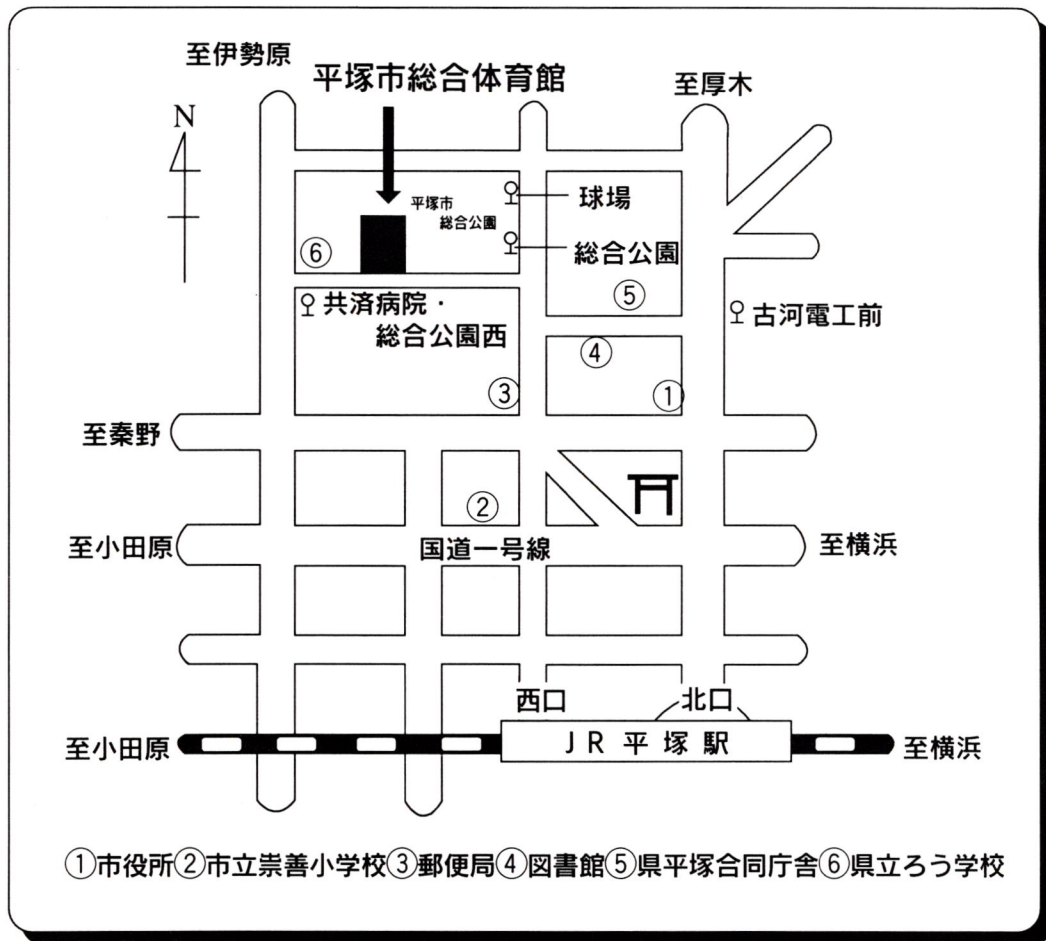 至伊勢原
平塚市総合体育館
至厚木
N
平塚市
総合公園
球場
総合公園
⑥
⑤
共済病院・
総合公園西
古河電工前
④
③
①
至秦野
②
至小田原
国道一号線
至横浜
西口
北口
至小田原
JR平塚駅
至横浜
①市役所②市立崇善小学校③郵便局④図書館⑤県平塚合同庁舎⑥県立ろう学校